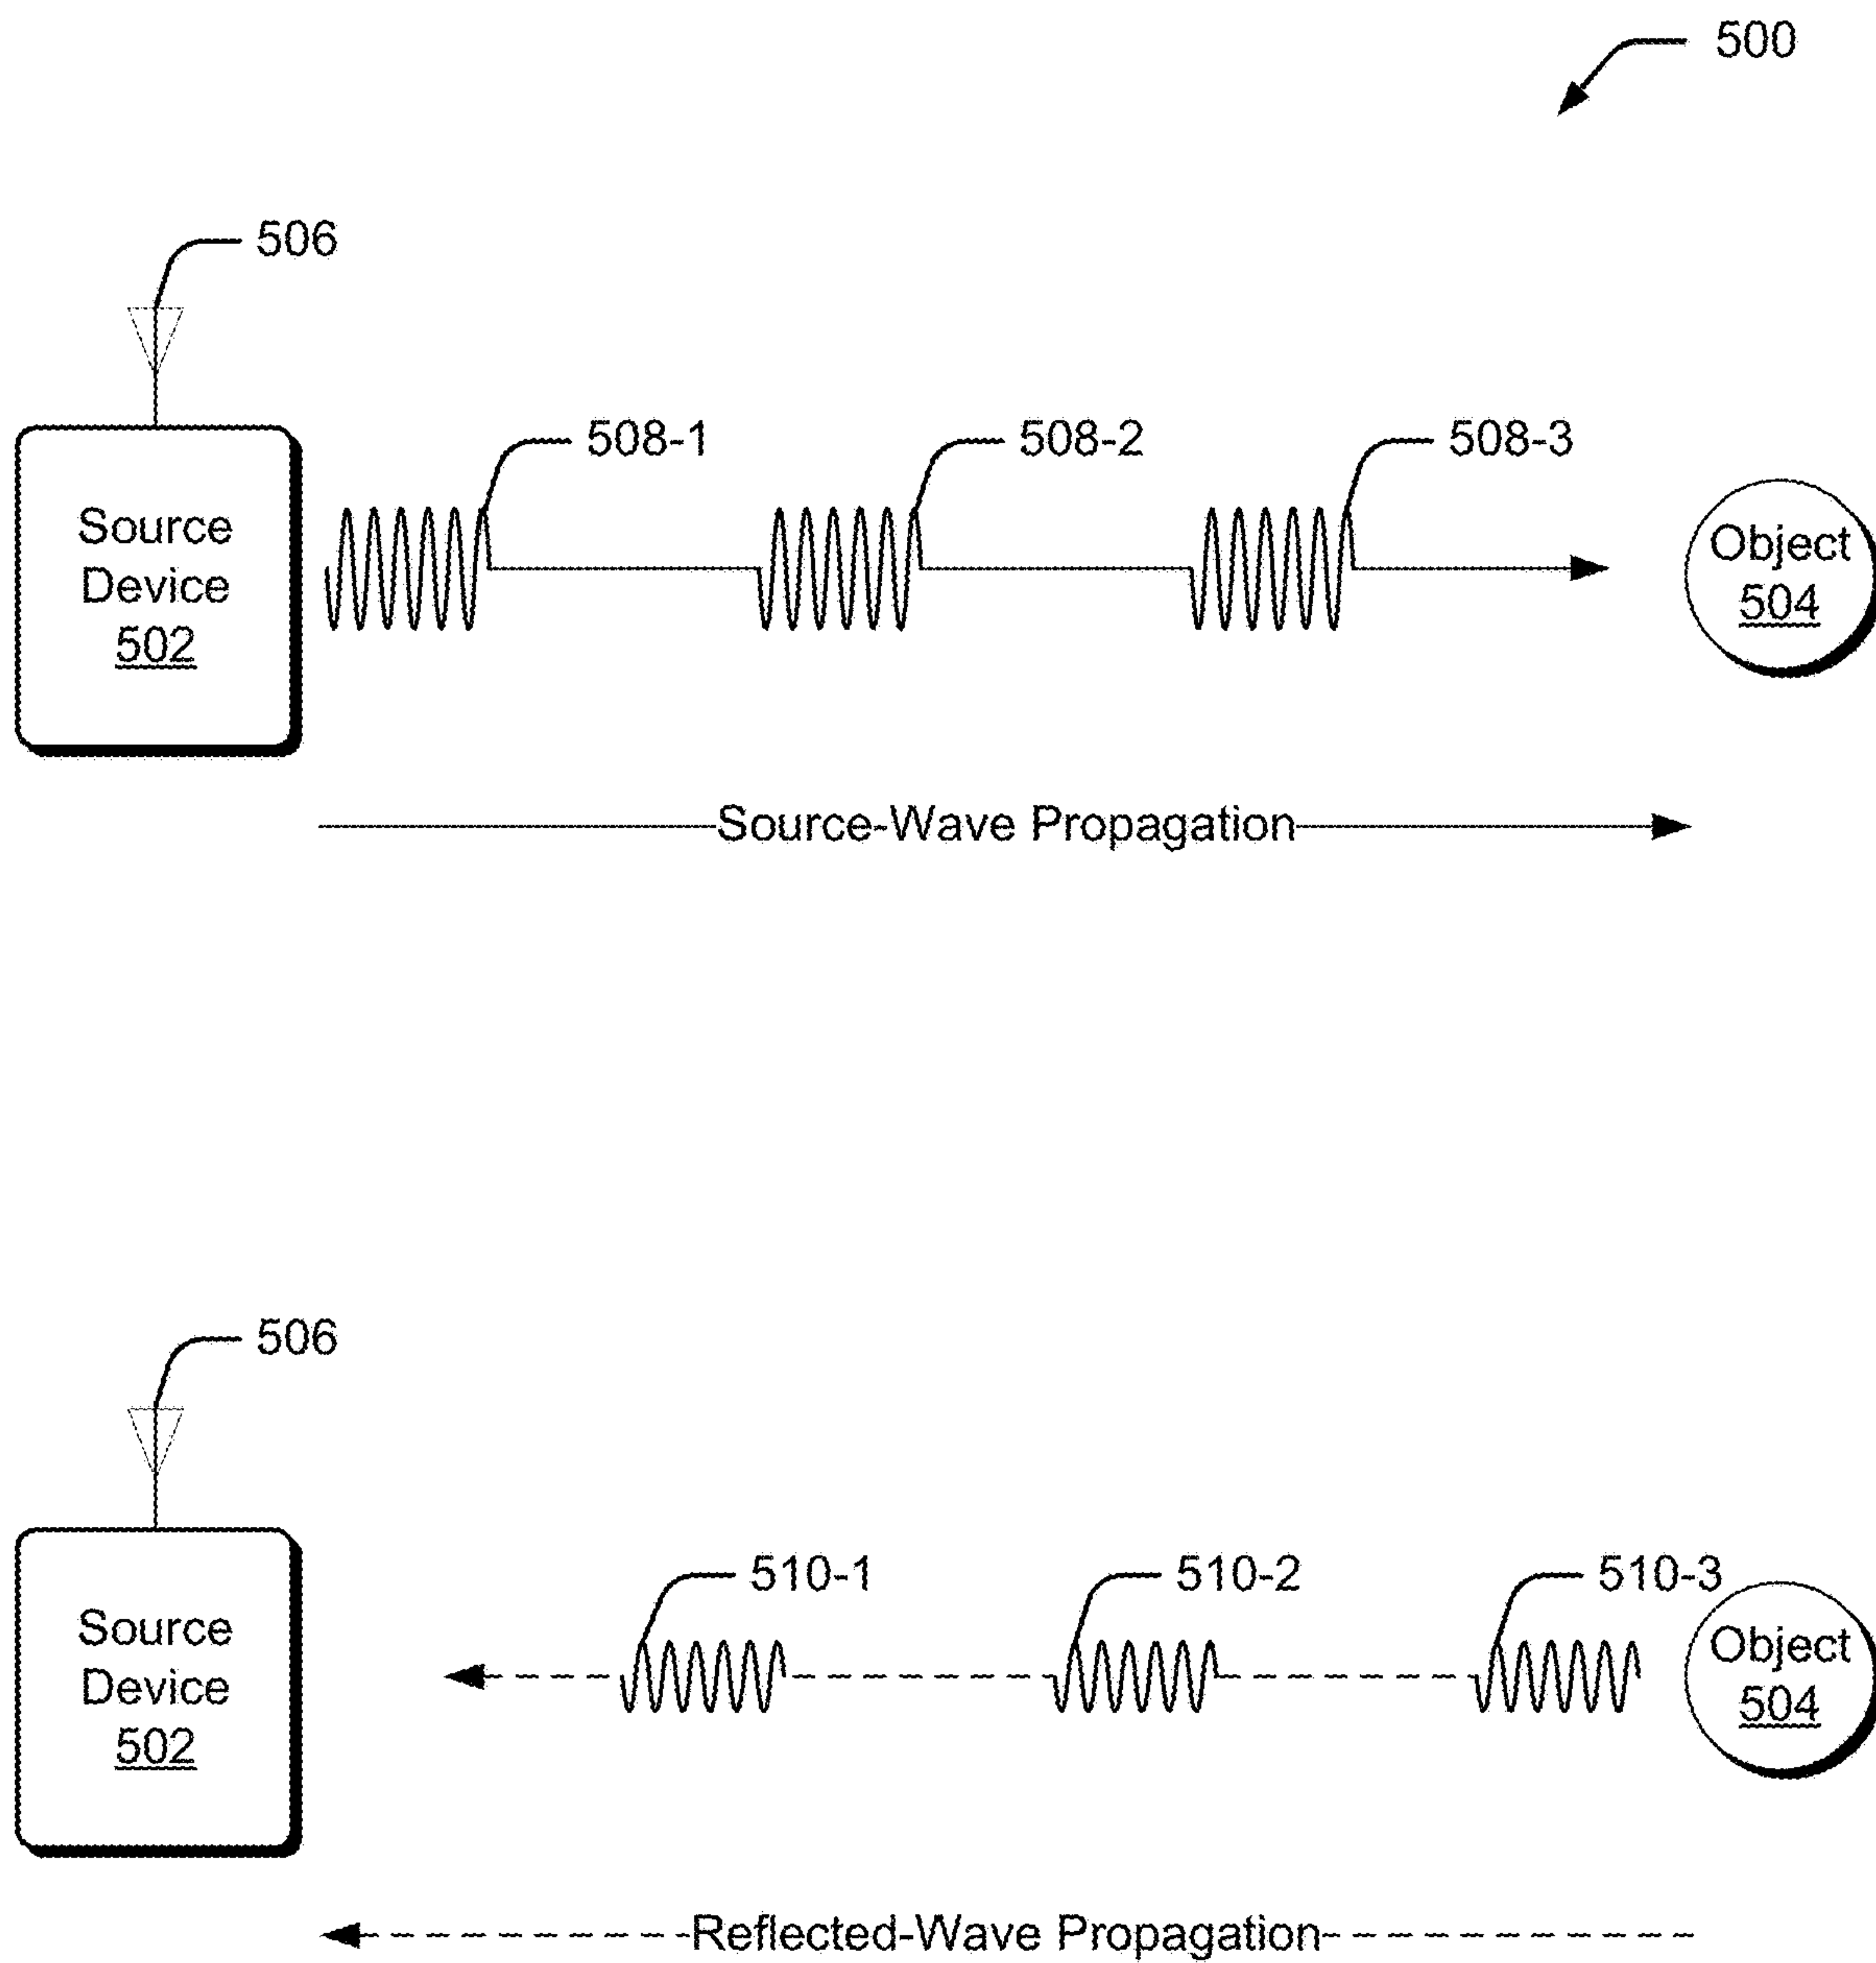 500
506
508-1
508-2
508-3
Source
Device
502
Object
504
Source-Wave Propagation
506
510-1
510-2
510-3
Source
Device
502
Object
504
Reflected-Wave Propagation